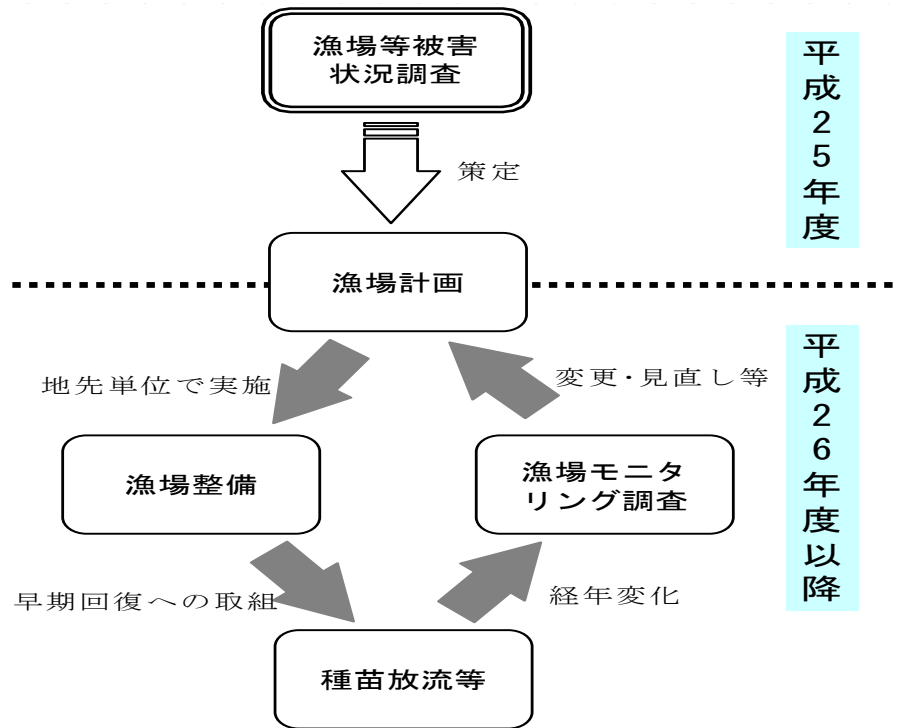 漁場等被害
状況調査
平成25年度
策定
漁場計画
平成26年度以降
地先単位で実施
変更・見直し等
漁場整備
漁場モニタ
リング調査
早期回復への取組
経年変化
種苗放流等